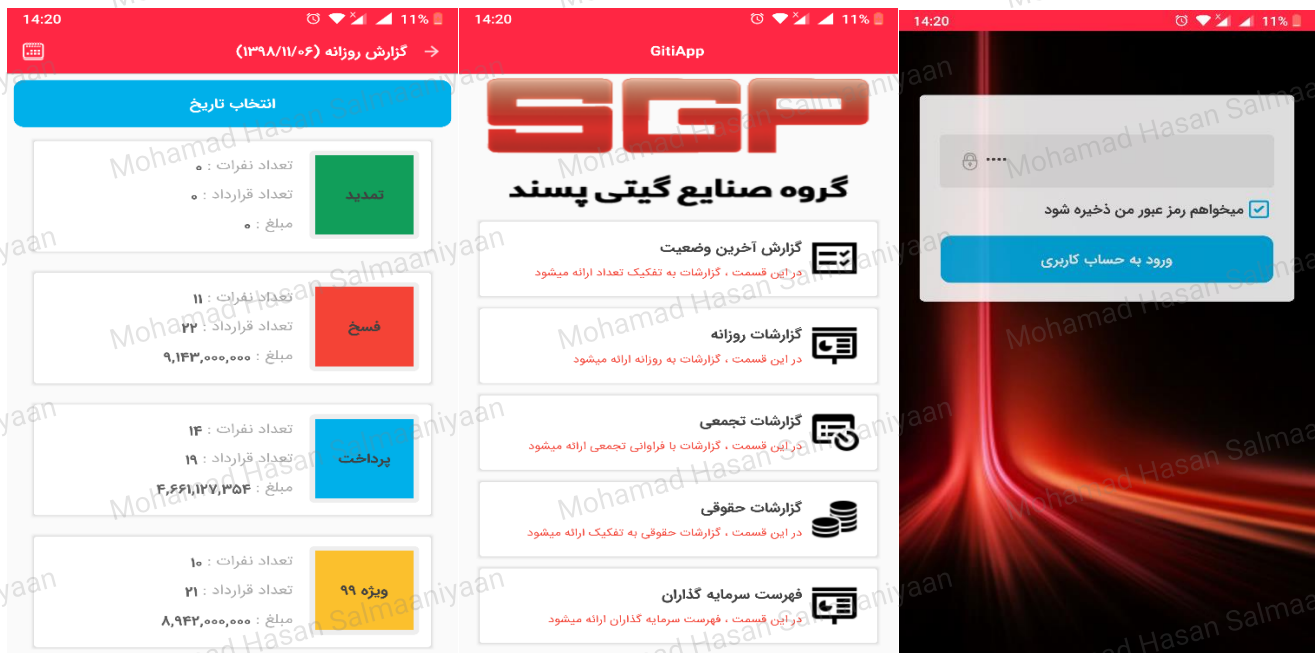 14:20
11%
گزارش روزانه (۱۳۹۸/۱۱/۰۶)
انتخاب تاریخ
تمدید
تعداد نفرات : ۰
تعداد قرارداد : ۰
مبلغ : ۰
فسخ
تعداد نفرات : ۱۱
تعداد قرارداد : ۲۲
مبلغ : ۹,۱۴۳,۰۰۰,۰۰۰
پرداخت
تعداد نفرات : ۱۴
تعداد قرارداد : ۱۹
مبلغ : ۴,۶۶۱,۱۲۷,۳۵۴
ویژه ۹۹
تعداد نفرات : ۱۰
تعداد قرارداد : ۲۱
مبلغ : ۸,۹۴۲,۰۰۰,۰۰۰
14:20
11%
GitiApp
SGP
گروه صنایع گیتی پسند
گزارش آخرین وضعیت
در این قسمت ، گزارشات به تفکیک تعداد ارائه میشود
گزارشات روزانه
در این قسمت ، گزارشات به روزانه ارائه میشود
گزارشات تجمعی
در این قسمت ، گزارشات با فراوانی تجمعی ارائه میشود
گزارشات حقوقی
در این قسمت ، گزارشات حقوقی به تفکیک ارائه میشود
فهرست سرمایه گذاران
در این قسمت ، فهرست سرمایه گذاران ارائه میشود
14:20
11%
میخواهم رمز عبور من ذخیره شود
ورود به حساب کاربری
Mohamad Hasan Salmaaniyaan